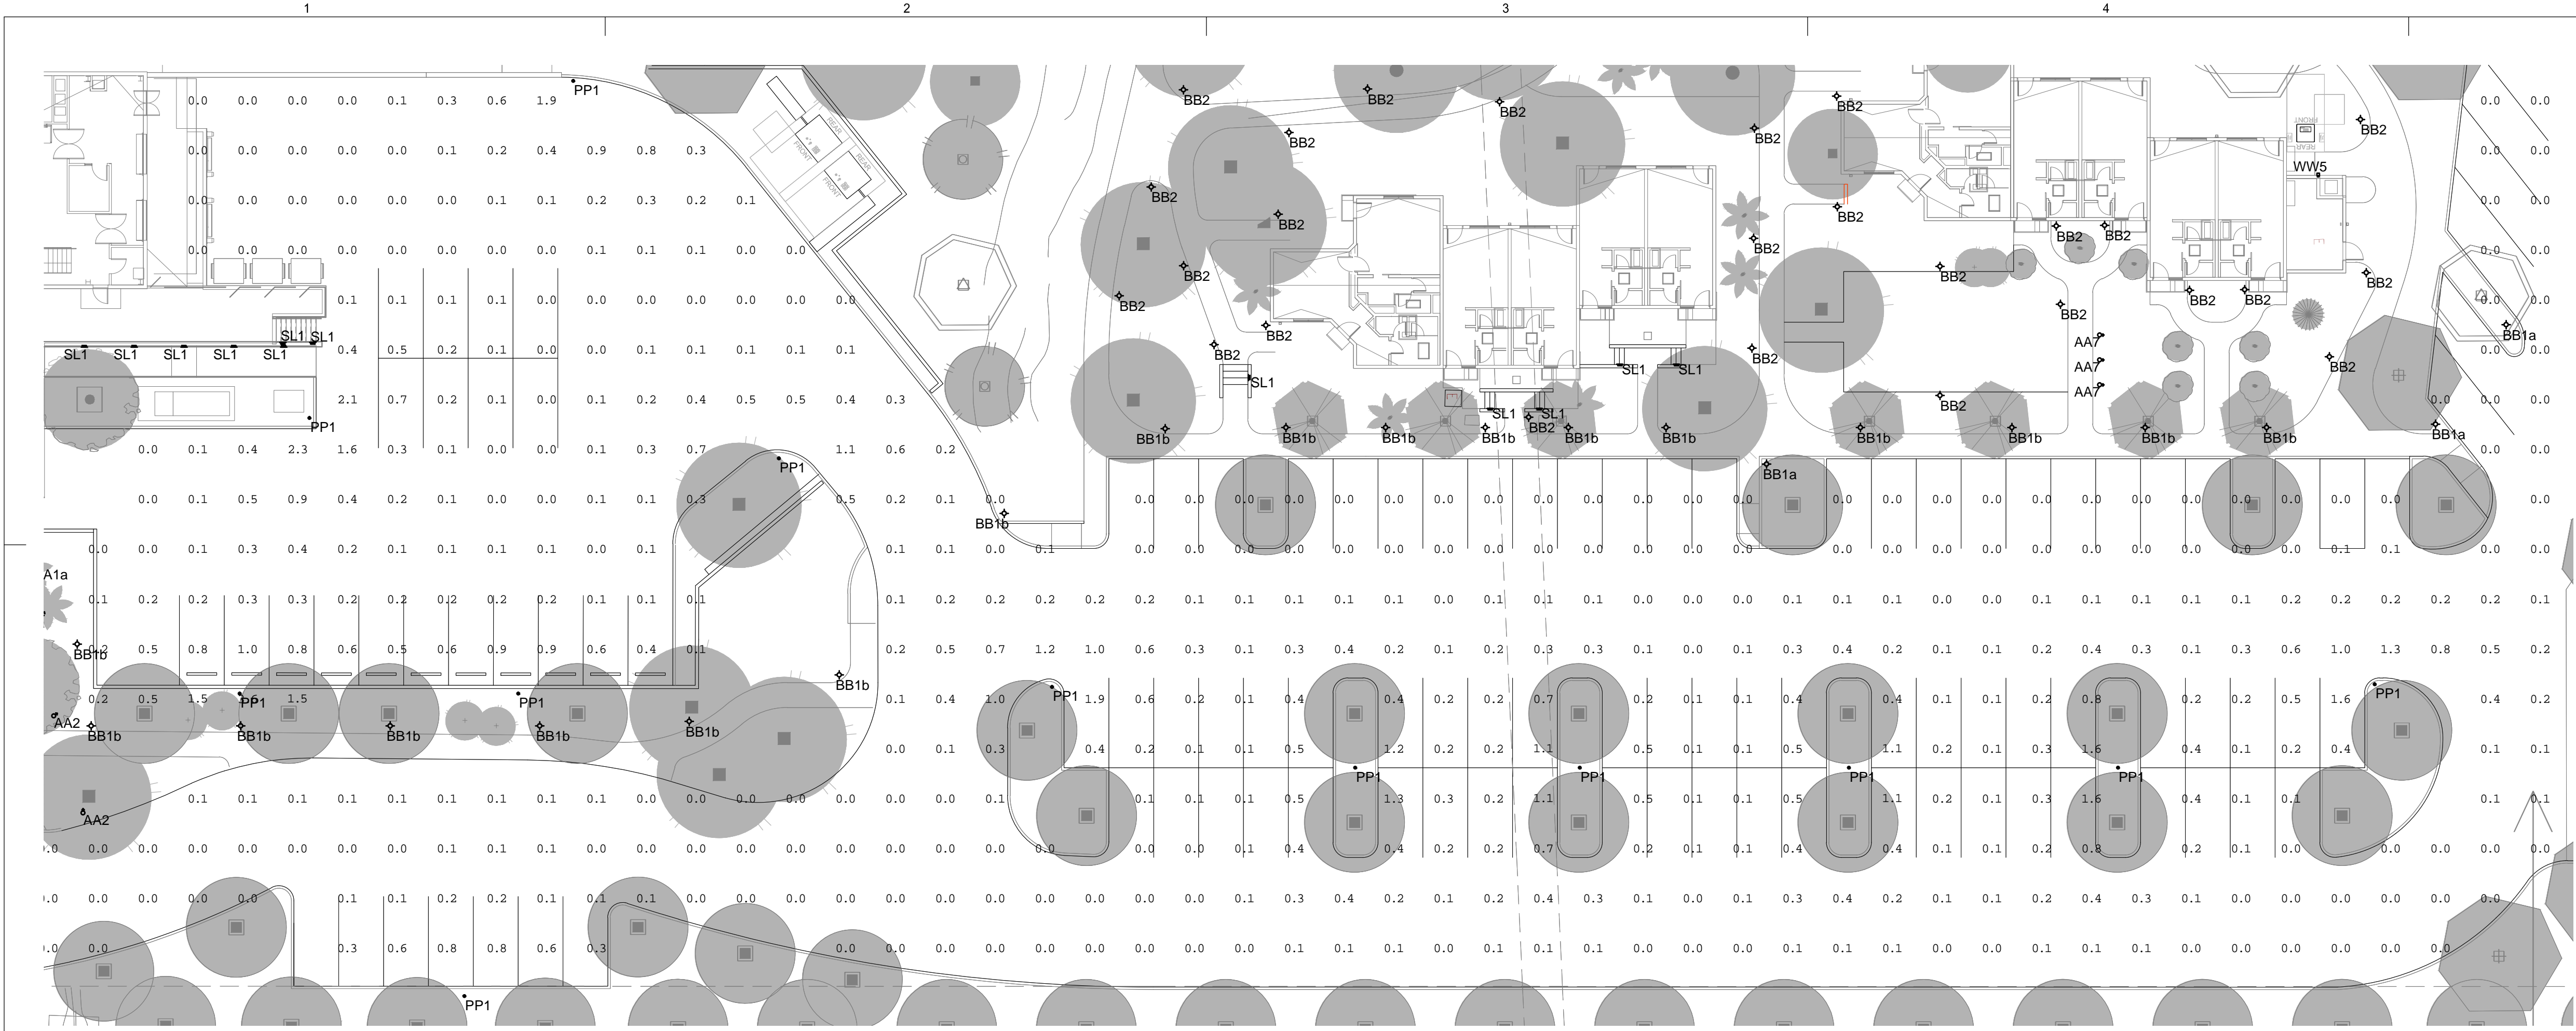 1 2 3 4
PP1
BB2 BB2 BB2
0.0 0.0 0.0 0.0 0.1 0.3 0.6 1.9 BB2 0.0 0.0
REAR FRONT REAR FRONT
BB2 BB2 BB2
FRONT REAR
0.0 0.0 0.0 0.0 0.0 0.1 0.2 0.4 0.9 0.8 0.3 0.0 0.0
WW5
0.0 0.0 0.0 0.0 0.0 0.0 0.1 0.1 0.2 0.3 0.2 0.1 BB2 0.0 0.0
BB2 BB2
BB2 BB2 BB2
0.0 0.0 0.0 0.0 0.0 0.0 0.0 0.0 0.1 0.1 0.1 0.0 0.0 0.0 0.0
BB2 BB2 BB2
0.1 0.1 0.1 0.1 0.0 0.0 0.0 0.0 0.0 0.0 0.0 0.0
BB2 BB2 BB2 BB2
BB2 BB1a
SL1 SL1 AA7
SL1 SL1 SL1 SL1 SL1 0.4 0.5 0.2 0.1 0.0 0.0 0.1 0.1 0.1 0.1 0.1 BB2 BB2 0.0 0.0
AA7 BB2
SL1 SL1 SL1
AA7
2.1 0.7 0.2 0.1 0.0 0.1 0.2 0.4 0.5 0.5 0.4 0.3 BB2 0.0 0.0 0.0
SL1 SL1
PP1 BB2
BB1b BB1b BB1b BB1b BB1b BB1b BB1b BB1b BB1b BB1b BB1a
0.0 0.1 0.4 2.3 1.6 0.3 0.1 0.0 0.0 0.1 0.3 0.7 1.1 0.6 0.2 0.0 0.0
PP1 BB1a
0.0 0.1 0.5 0.9 0.4 0.2 0.1 0.0 0.0 0.1 0.1 0.3 0.5 0.2 0.1 0.0 0.0 0.0 0.0 0.0 0.0 0.0 0.0 0.0 0.0 0.0 0.0 0.0 0.0 0.0 0.0 0.0 0.0 0.0 0.0 0.0 0.0 0.0 0.0 0.0 0.0 0.0
BB1b
0.0 0.0 0.1 0.3 0.4 0.2 0.1 0.1 0.1 0.1 0.0 0.1 0.1 0.1 0.0 0.1 0.0 0.0 0.0 0.0 0.0 0.0 0.0 0.0 0.0 0.0 0.0 0.0 0.0 0.0 0.0 0.0 0.0 0.0 0.0 0.0 0.0 0.0 0.1 0.1 0.0 0.0
A1a
0.1 0.2 0.2 0.3 0.3 0.2 0.2 0.2 0.2 0.2 0.1 0.1 0.1 0.1 0.2 0.2 0.2 0.2 0.2 0.1 0.1 0.1 0.1 0.1 0.0 0.1 0.1 0.1 0.0 0.0 0.0 0.1 0.1 0.1 0.0 0.0 0.1 0.1 0.1 0.1 0.1 0.2 0.2 0.2 0.2 0.2 0.1
BB1b 0.2 0.5 0.8 1.0 0.8 0.6 0.5 0.6 0.9 0.9 0.6 0.4 0.1 0.2 0.5 0.7 1.2 1.0 0.6 0.3 0.1 0.3 0.4 0.2 0.1 0.2 0.3 0.3 0.1 0.0 0.1 0.3 0.4 0.2 0.1 0.1 0.2 0.4 0.3 0.1 0.3 0.6 1.0 1.3 0.8 0.5 0.2
BB1b
0.2 0.5 1.5 PP1 1.5 PP1 0.1 0.4 1.0 PP1 1.9 0.6 0.2 0.1 0.4 0.4 0.2 0.2 0.7 0.2 0.1 0.1 0.4 0.4 0.1 0.1 0.2 0.8 0.2 0.2 0.5 1.6 PP1 0.4 0.2
AA2 BB1b BB1b BB1b BB1b BB1b
0.0 0.1 0.3 0.4 0.2 0.1 0.1 0.5 1.2 0.2 0.2 1.1 0.5 0.1 0.1 0.5 1.1 0.2 0.1 0.3 1.6 0.4 0.1 0.2 0.4 0.1 0.1
PP1 PP1 PP1 PP1
0.1 0.1 0.1 0.1 0.1 0.1 0.1 0.1 0.1 0.0 0.0 0.0 0.0 0.0 0.0 0.1 0.1 0.1 0.1 0.5 1.3 0.3 0.2 1.1 0.5 0.1 0.1 0.5 1.1 0.2 0.1 0.3 1.6 0.4 0.1 0.1 0.1 0.1
AA2
0.0 0.0 0.0 0.0 0.0 0.0 0.0 0.1 0.1 0.1 0.0 0.0 0.0 0.0 0.0 0.0 0.0 0.0 0.0 0.0 0.0 0.1 0.4 0.4 0.2 0.2 0.7 0.2 0.1 0.1 0.4 0.4 0.1 0.1 0.2 0.8 0.2 0.1 0.0 0.0 0.0 0.0 0.0
0.0 0.0 0.0 0.0 0.0 0.1 0.1 0.2 0.2 0.1 0.1 0.1 0.0 0.0 0.0 0.0 0.0 0.0 0.0 0.0 0.0 0.0 0.1 0.3 0.4 0.2 0.1 0.2 0.4 0.3 0.1 0.0 0.1 0.3 0.4 0.2 0.1 0.1 0.2 0.4 0.3 0.1 0.0 0.0 0.0 0.0 0.0
0.0 0.0 0.3 0.6 0.8 0.8 0.6 0.3 0.0 0.0 0.0 0.0 0.0 0.0 0.0 0.0 0.0 0.1 0.1 0.1 0.0 0.1 0.1 0.1 0.0 0.0 0.0 0.1 0.1 0.1 0.0 0.1 0.1 0.1 0.0 0.0 0.0 0.0 0.0
PP1